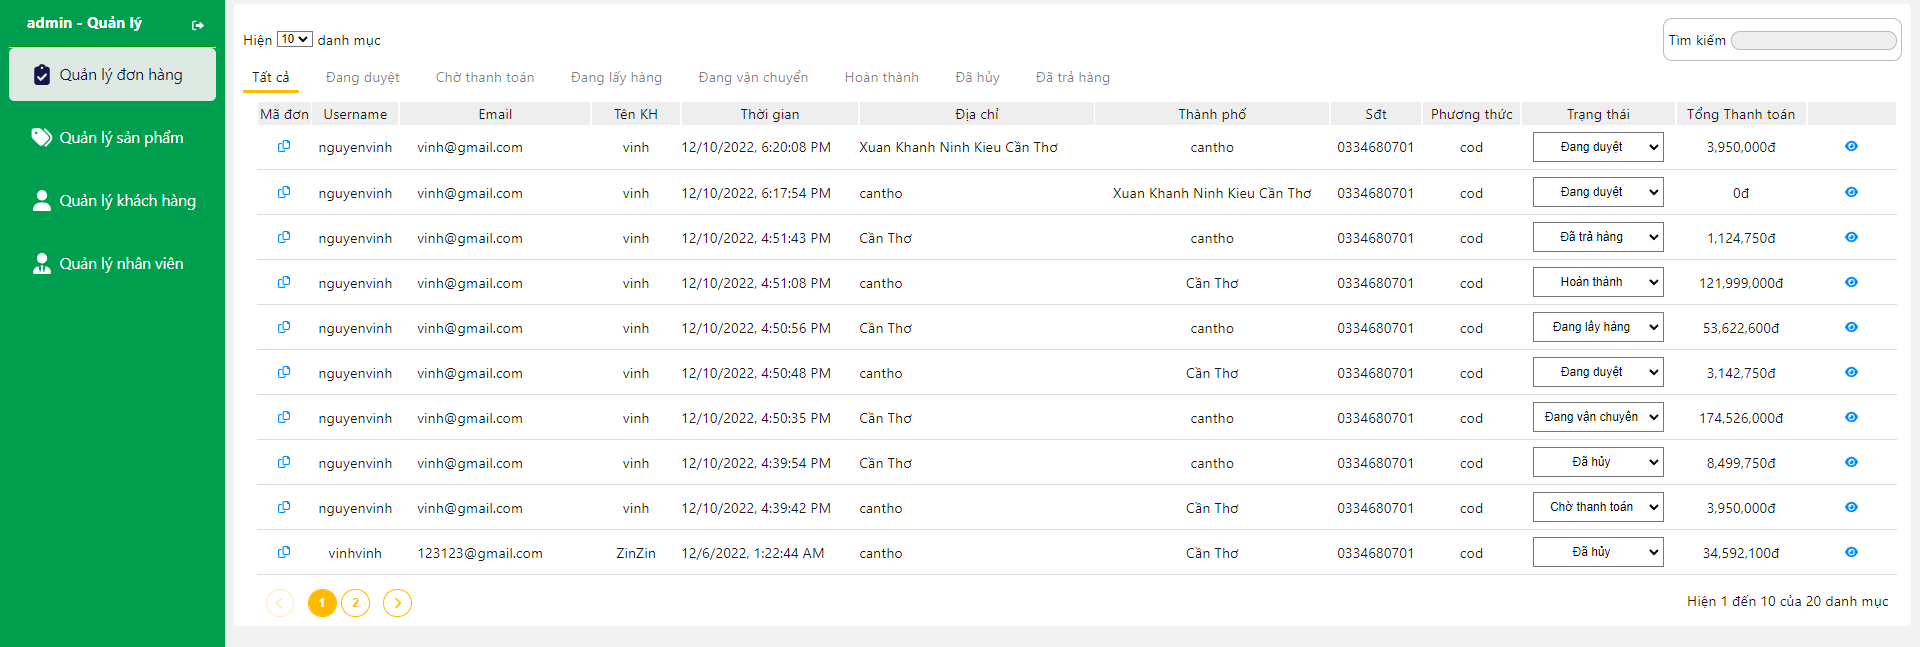 admin - Quản lý
Quản lý đơn hàng
Quản lý sản phẩm
Quản lý khách hàng
Quản lý nhân viên
Hiện 10 danh mục
Tìm kiếm
Tất cả Đang duyệt Chờ thanh toán Đang lấy hàng Đang vận chuyển Hoàn thành Đã hủy Đã trả hàng
Mã đơn Username Email Tên KH Thời gian Địa chỉ Thành phố Sđt Phương thức Trạng thái Tổng Thanh toán
nguyenvinh vinh@gmail.com vinh 12/10/2022, 6:20:08 PM Xuan Khanh Ninh Kieu Cần Thơ cantho 0334680701 cod Đang duyệt 3,950,000đ
nguyenvinh vinh@gmail.com vinh 12/10/2022, 6:17:54 PM cantho Xuan Khanh Ninh Kieu Cần Thơ 0334680701 cod Đang duyệt 0đ
nguyenvinh vinh@gmail.com vinh 12/10/2022, 4:51:43 PM Cần Thơ cantho 0334680701 cod Đã trả hàng 1,124,750đ
nguyenvinh vinh@gmail.com vinh 12/10/2022, 4:51:08 PM cantho Cần Thơ 0334680701 cod Hoàn thành 121,999,000đ
nguyenvinh vinh@gmail.com vinh 12/10/2022, 4:50:56 PM Cần Thơ cantho 0334680701 cod Đang lấy hàng 53,622,600đ
nguyenvinh vinh@gmail.com vinh 12/10/2022, 4:50:48 PM cantho Cần Thơ 0334680701 cod Đang duyệt 3,142,750đ
nguyenvinh vinh@gmail.com vinh 12/10/2022, 4:50:35 PM Cần Thơ cantho 0334680701 cod Đang vận chuyển 174,526,000đ
nguyenvinh vinh@gmail.com vinh 12/10/2022, 4:39:54 PM Cần Thơ cantho 0334680701 cod Đã hủy 8,499,750đ
nguyenvinh vinh@gmail.com vinh 12/10/2022, 4:39:42 PM cantho Cần Thơ 0334680701 cod Chờ thanh toán 3,950,000đ
vinhvinh 123123@gmail.com ZinZin 12/6/2022, 1:22:44 AM cantho Cần Thơ 0334680701 cod Đã hủy 34,592,100đ
1 2
Hiện 1 đến 10 của 20 danh mục